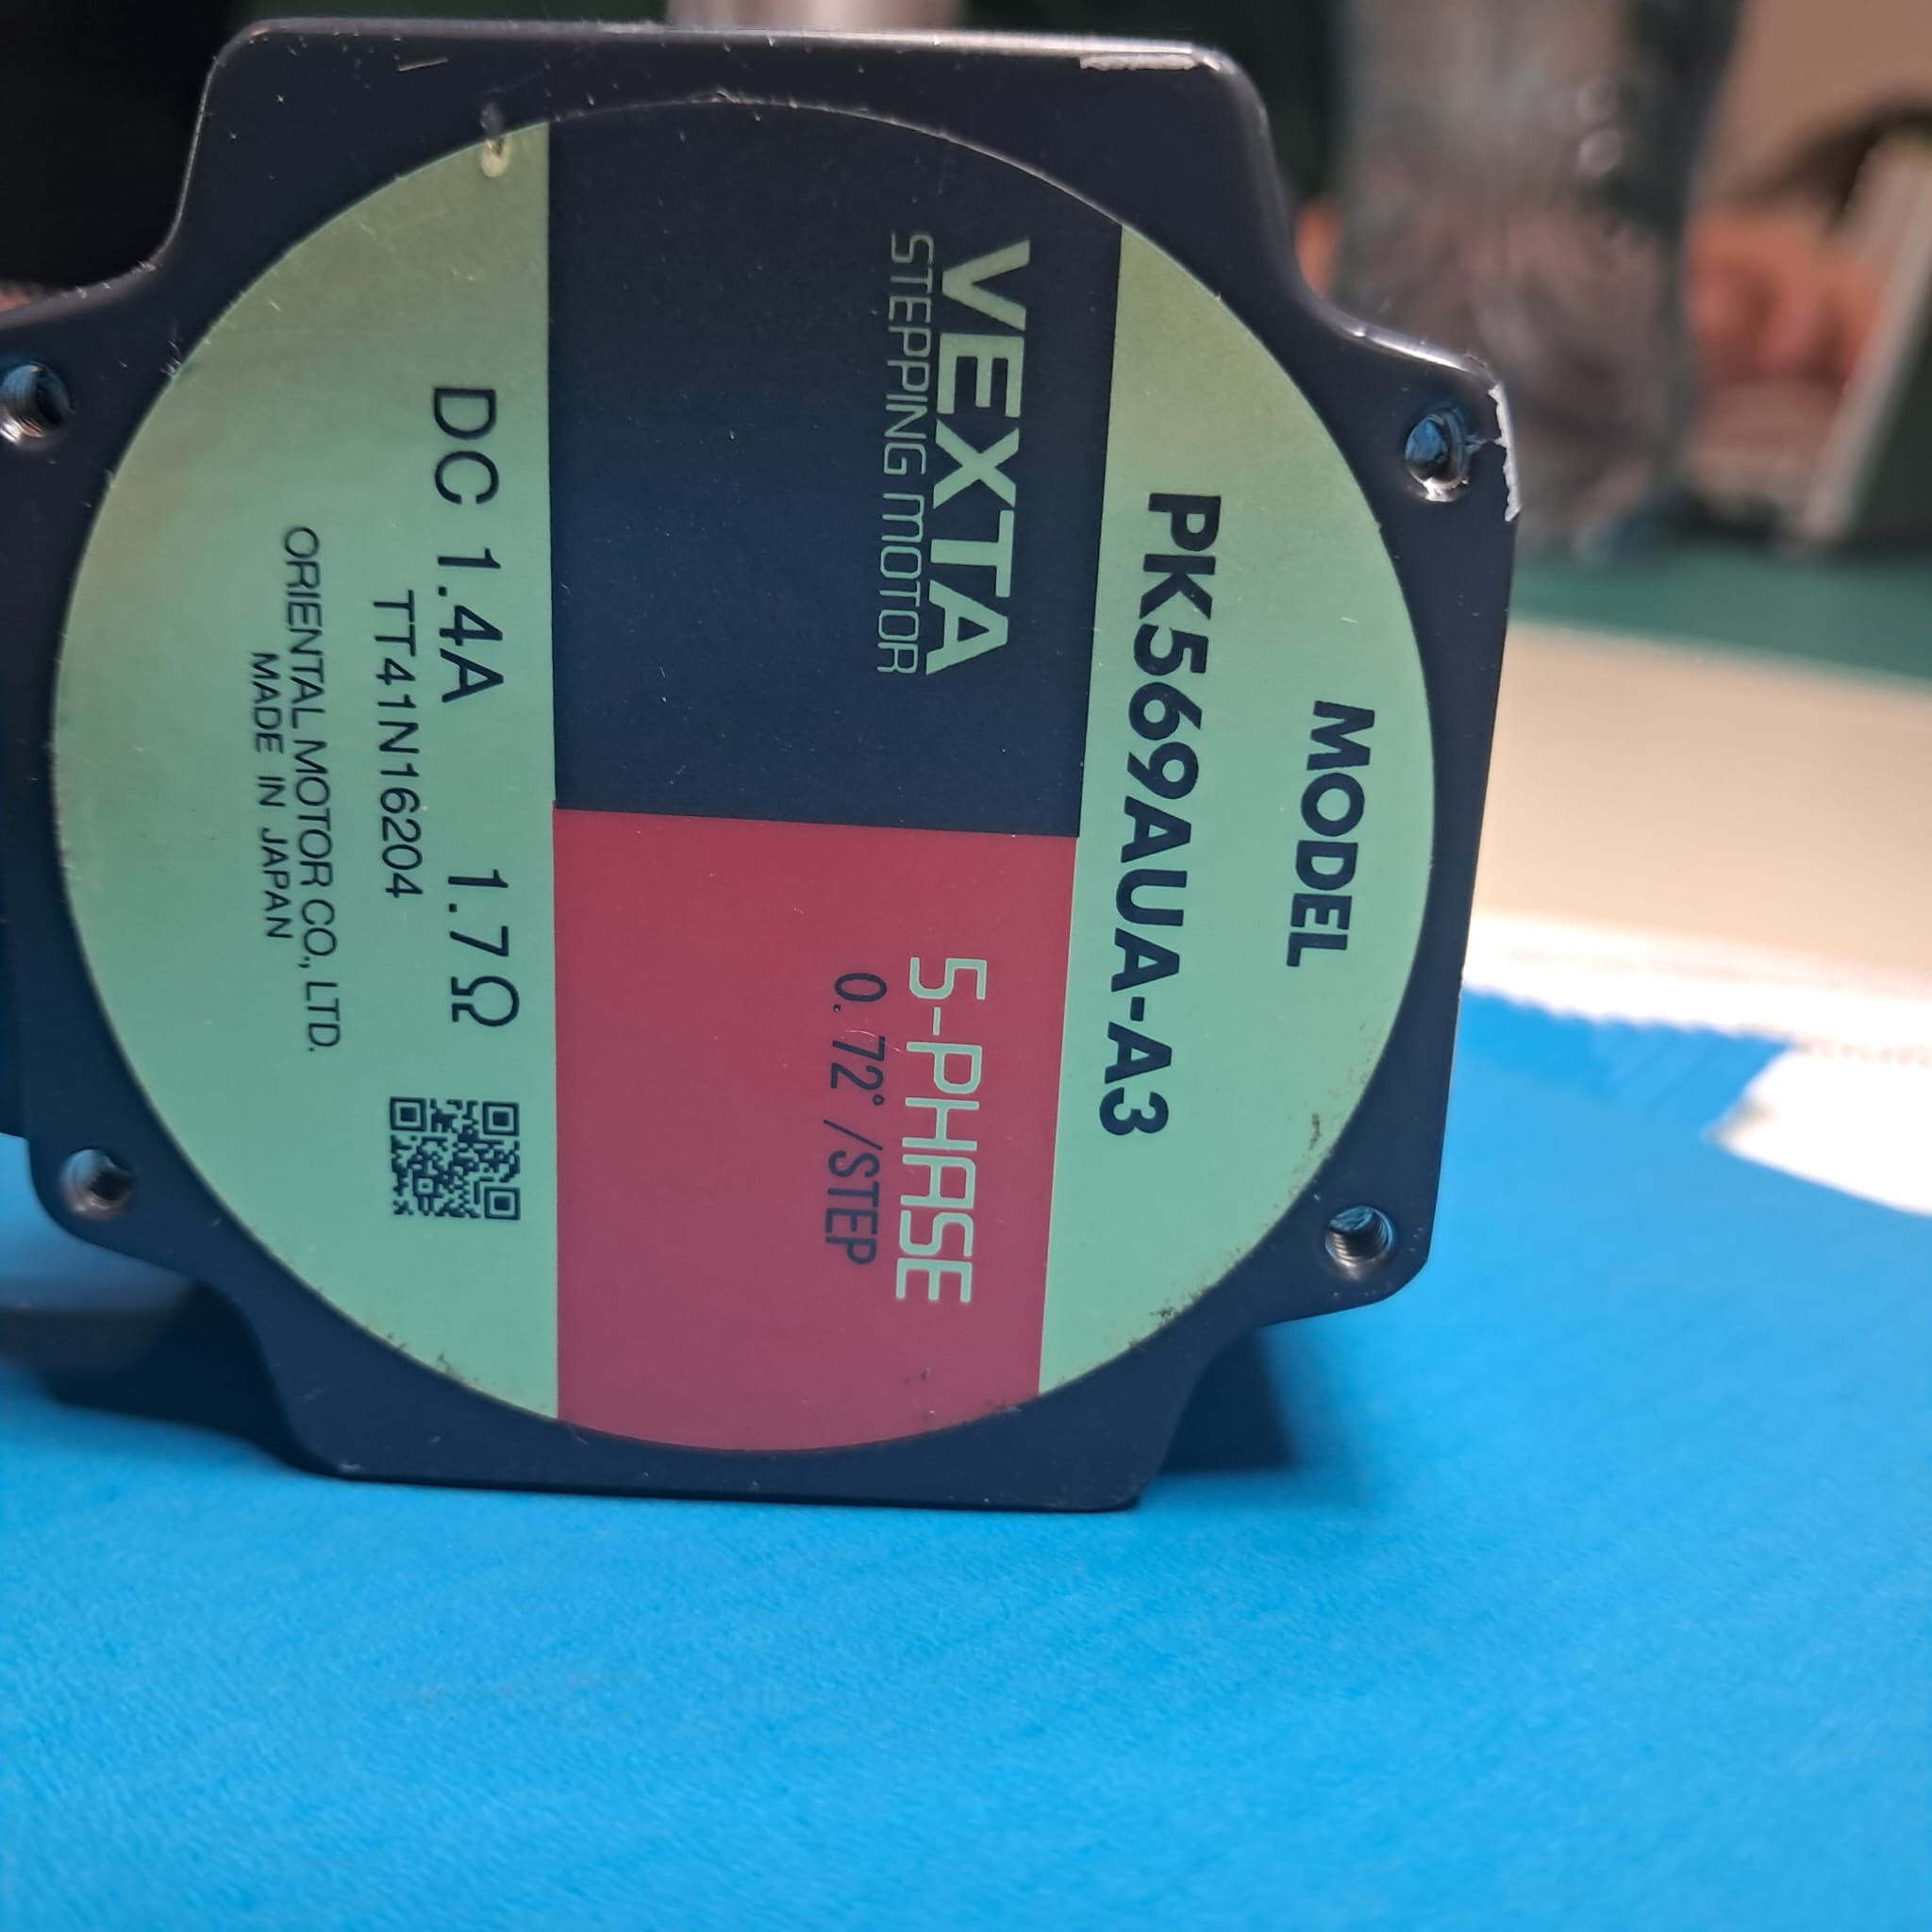 MODEL
PK569AUA-A3
VEXTA
STEPPING MOTOR
5-PHASE
0.72°/STEP
DC 1.4A 1.7Ω
TT41N16204
ORIENTAL MOTOR CO., LTD.
MADE IN JAPAN